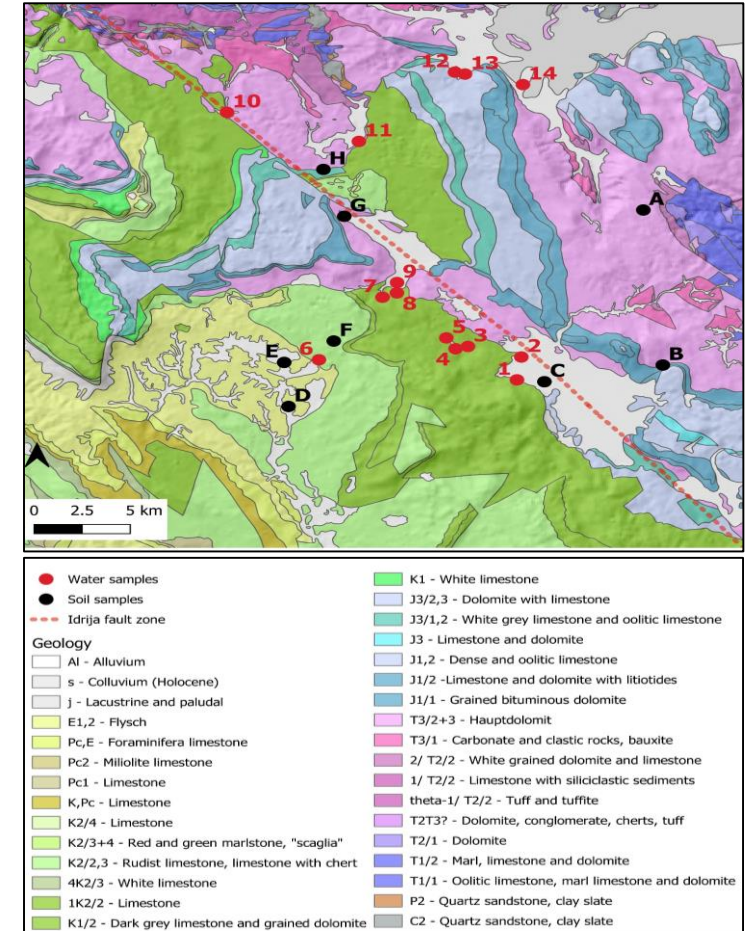 12
13
14
10
11
H
A
G
9
7
8
5
3
2
F
B
E
6
4
1
C
D
0 2.5 5 km
Water samples
Soil samples
Idrija fault zone
Geology
Al - Alluvium
s - Colluvium (Holocene)
j - Lacustrine and paludal
E1,2 - Flysch
Pc,E - Foraminifera limestone
Pc2 - Miliolite limestone
Pc1 - Limestone
K,Pc - Limestone
K2/4 - Limestone
K2/3+4 - Red and green marlstone, "scaglia"
K2/2,3 - Rudist limestone, limestone with chert
4K2/3 - White limestone
1K2/2 - Limestone
K1/2 - Dark grey limestone and grained dolomite
K1 - White limestone
J3/2,3 - Dolomite with limestone
J3/1,2 - White grey limestone and oolitic limestone
J3 - Limestone and dolomite
J1,2 - Dense and oolitic limestone
J1/2 -Limestone and dolomite with litiotides
J1/1 - Grained bituminous dolomite
T3/2+3 - Hauptdolomit
T3/1 - Carbonate and clastic rocks, bauxite
2/ T2/2 - White grained dolomite and limestone
1/ T2/2 - Limestone with siliciclastic sediments
theta-1/ T2/2 - Tuff and tuffite
T2T3? - Dolomite, conglomerate, cherts, tuff
T2/1 - Dolomite
T1/2 - Marl, limestone and dolomite
T1/1 - Oolitic limestone, marl limestone and dolomite
P2 - Quartz sandstone, clay slate
C2 - Quartz sandstone, clay slate